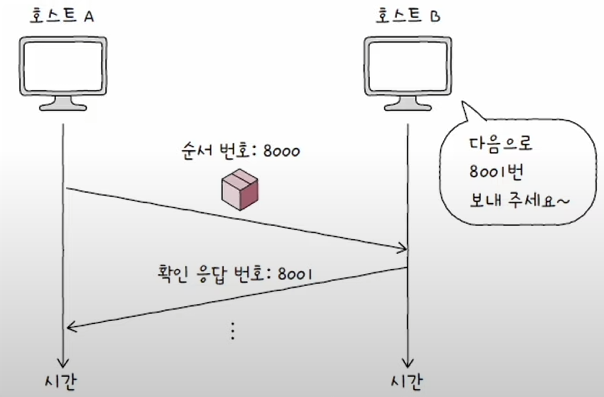 호스트 A
호스트 B
순서 번호: 8000
다음으로
8001번
보내 주세요~
확인 응답 번호: 8001
⋮
시간
시간